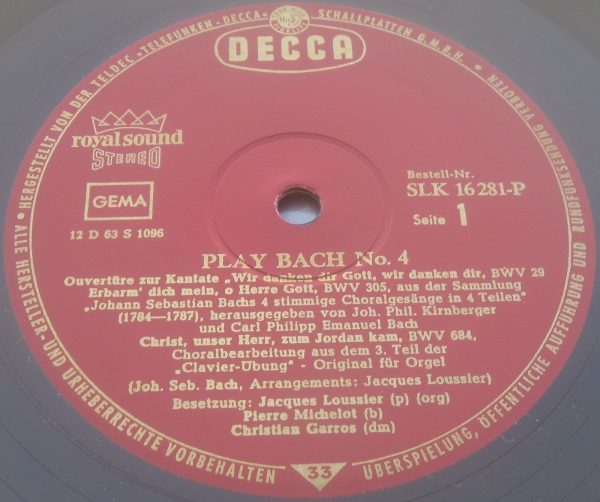 HERGESTELLT VON DER TELDEC »TELEFUNKEN - DECCA« SCHALLPLATTEN G.M.B.H.
DECCA
royal sound
STEREO
GEMA
12 D 63 S 1096
Bestell-Nr.
SLK 16281-P
Seite 1
PLAY BACH No. 4
Ouvertüre zur Kantate „Wir danken dir Gott, wir danken dir, BWV 29
Erbarm' dich mein, o Herre Gott, BWV 305, aus der Sammlung
„Johann Sebastian Bachs 4 stimmige Choralgesänge in 4 Teilen"
(1784—1787), herausgegeben von Joh. Phil. Kirnberger
und Carl Philipp Emanuel Bach
Christ, unser Herr, zum Jordan kam, BWV 684,
Choralbearbeitung aus dem 3. Teil der
„Clavier-Übung" - Original für Orgel
(Joh. Seb. Bach, Arrangements: Jacques Loussier)
Besetzung: Jacques Loussier (p) (org)
Pierre Michelot (b)
Christian Garros (dm)
33
• ALLE HERSTELLER- UND URHEBERRECHTE VORBEHALTEN
ÜBERSPIELUNG, ÖFFENTLICHE AUFFÜHRUNG UND RUNDFUNKSENDUNG VERBOTEN